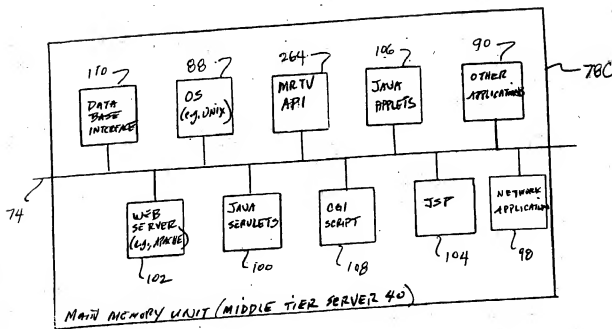 110
88
264
106
90
78C
DATA
BASE
INTERFACE
OS
(e.g., UNIX)
MRTV
API
JAVA
APPLETS
OTHER
APPLICATIONS
74
WEB
SERVER
(e.g., APACHE)
JAVA
SERVLETS
CGI
SCRIPT
JSP
NETWORK
APPLICATION
102
100
108
104
98
MAIN MEMORY UNIT (MIDDLE TIER SERVER 40)